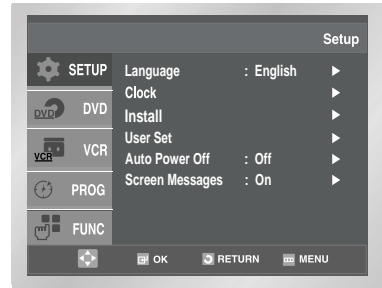 Setup
SETUP
DVD DVD
VCR VCR
PROG
FUNC
Language : English ►
Clock ►
Install ►
User Set ►
Auto Power Off : Off ►
Screen Messages : On ►
OK RETURN MENU